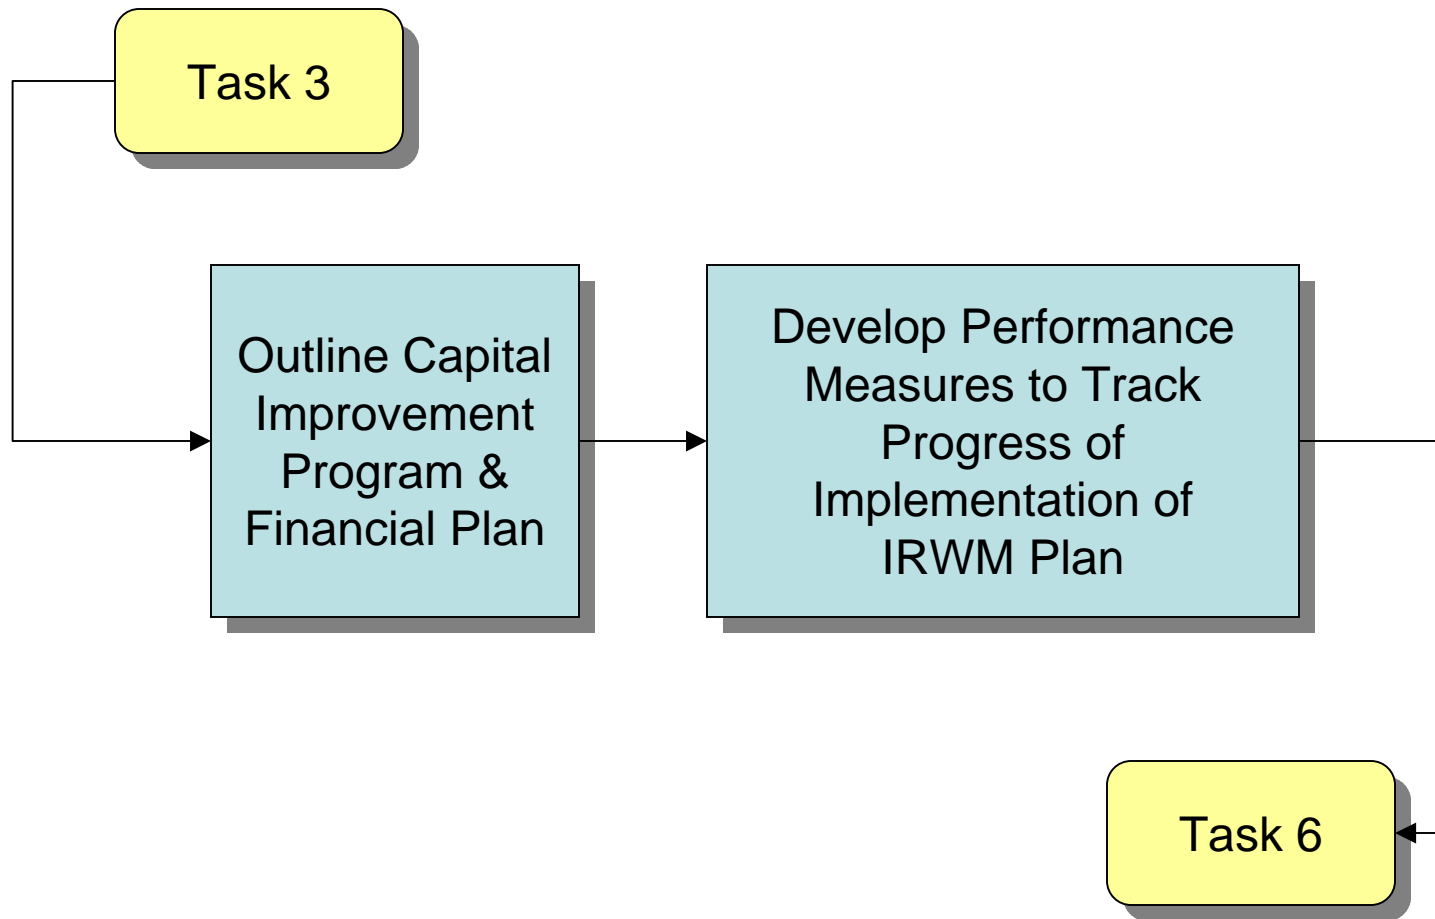 Task 3
Outline Capital
Improvement
Program &
Financial Plan
Develop Performance
Measures to Track
Progress of
Implementation of
IRWM Plan
Task 6